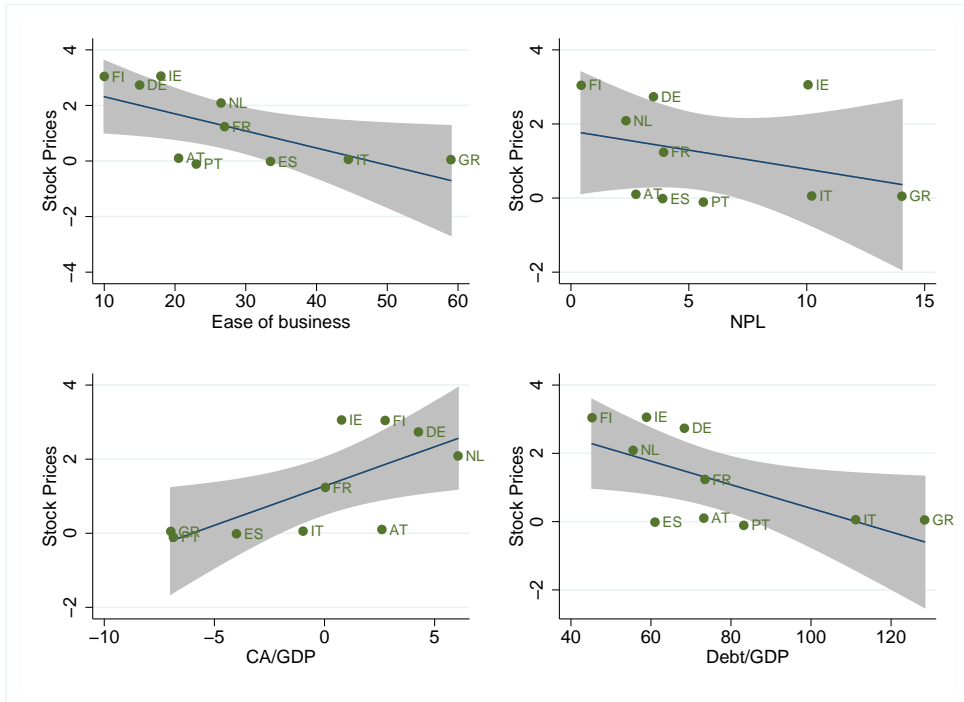 Stock Prices
4
2
0
−2
−4
FI
DE
IE
NL
FR
AT
PT
ES
IT
GR
10 20 30 40 50 60
Ease of business
Stock Prices
4
2
0
−2
FI
DE
IE
NL
FR
AT
ES
PT
IT
GR
0 5 10 15
NPL
Stock Prices
4
2
0
−2
IE
FI
DE
NL
FR
GR
PT
ES
IT
AT
−10 −5 0 5
CA/GDP
Stock Prices
4
2
0
−2
FI
IE
DE
NL
FR
ES
AT
PT
IT
GR
40 60 80 100 120
Debt/GDP